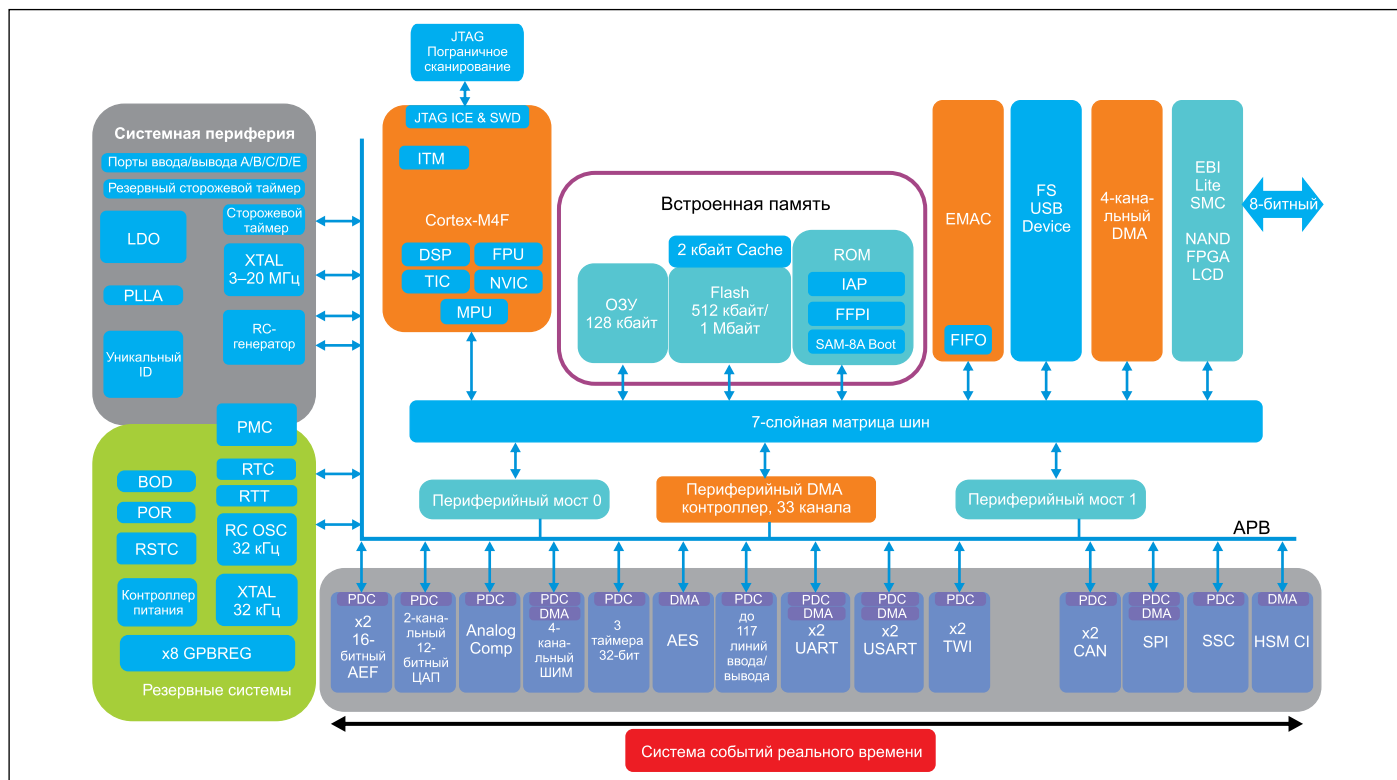 JTAG
Пограничное
сканирование
Системная периферия
Порты ввода/вывода A/B/C/D/E
Резервный сторожевой таймер
LDO
Сторожевой
таймер
XTAL
3–20 МГц
PLLA
RC-
генератор
Уникальный
ID
PMC
BOD
RTC
RTT
POR
RC OSC
32 кГц
RSTC
Контроллер
питания
XTAL
32 кГц
x8 GPBREG
Резервные системы
JTAG ICE & SWD
ITM
Cortex-M4F
DSP
FPU
TIC
NVIC
MPU
Встроенная память
ОЗУ
128 кбайт
2 кбайт Cache
Flash
512 кбайт/
1 Мбайт
ROM
IAP
FFPI
SAM-8A Boot
EMAC
FIFO
FS
USB
Device
4-кана-
льный
DMA
EBI
Lite
SMC
NAND
FPGA
LCD
8-битный
7-слойная матрица шин
Периферийный мост 0
Периферийный DMA
контроллер, 33 канала
Периферийный мост 1
APB
PDC
x2
16-
битный
AEF
PDC
2-кана-
льный
12-
битный
ЦАП
PDC
Analog
Comp
PDC
DMA
4-
ка-
нальный
ШИМ
PDC
3
таймера
32-бит
DMA
AES
PDC
до
117
линий
ввода/
вывода
PDC
DMA
x2
UART
PDC
DMA
x2
USART
PDC
x2
TWI
PDC
x2
CAN
PDC
DMA
SPI
PDC
SSC
DMA
HSM CI
Система событий реального времени